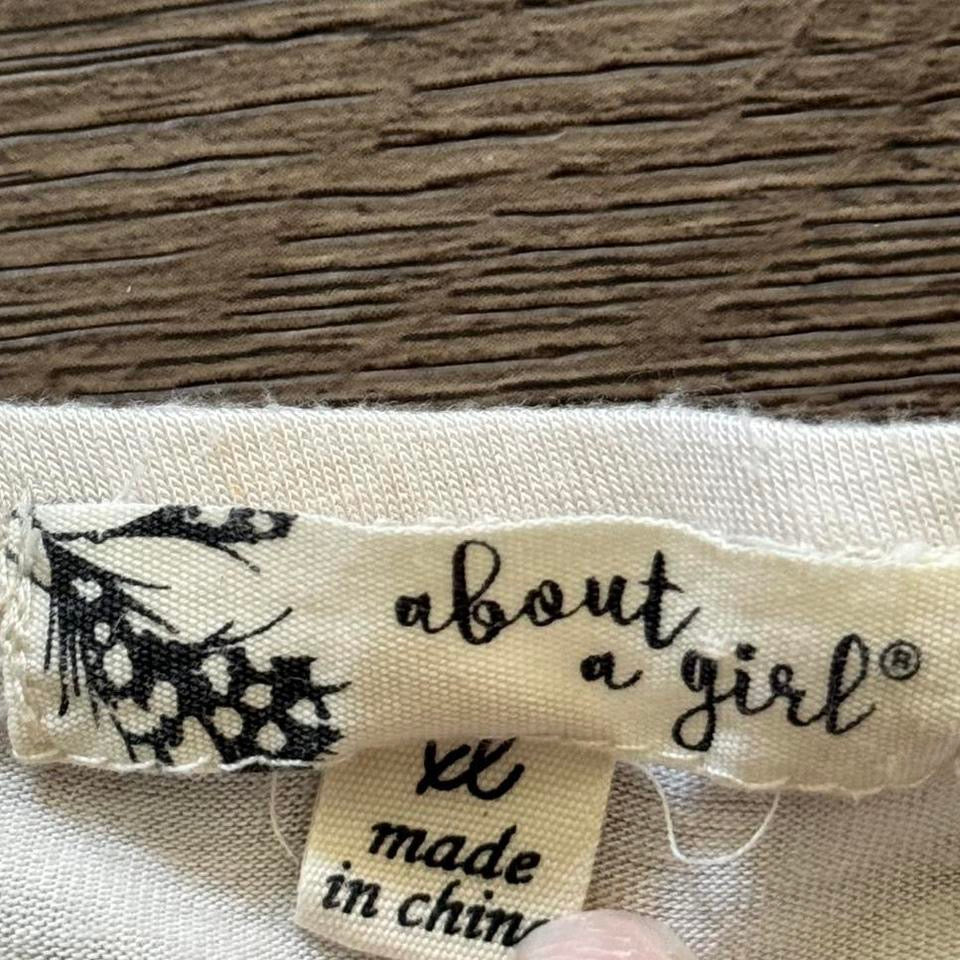 about
a girl®
xl
made
in chin